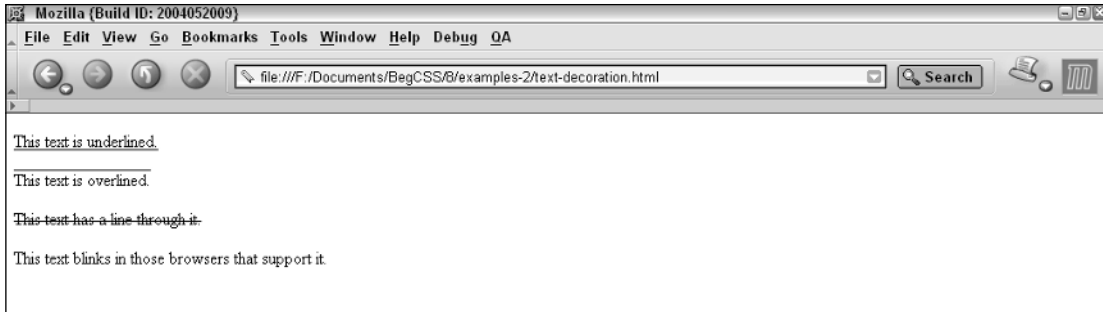 Mozilla {Build ID: 2004052009}
File Edit View Go Bookmarks Tools Window Help Debug QA
file:///F:/Documents/BegCSS/8/examples-2/text-decoration.html Search
This text is underlined.
This text is overlined.
This text has a line through it.
This text blinks in those browsers that support it.